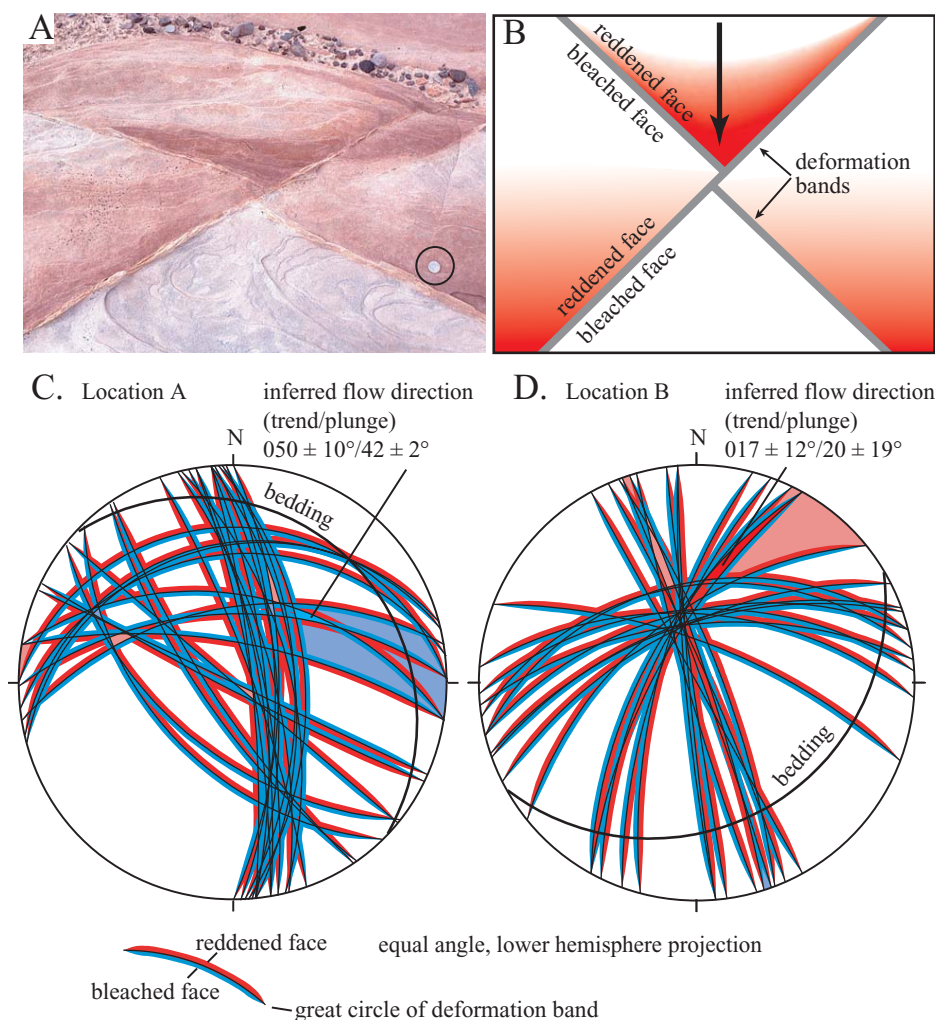 A
B
reddened face
bleached face
deformation
bands
reddened face
bleached face
C. Location A
inferred flow direction
(trend/plunge)
050 ± 10°/42 ± 2°
N
bedding
D. Location B
inferred flow direction
(trend/plunge)
017 ± 12°/20 ± 19°
N
bedding
reddened face
bleached face
great circle of deformation band
equal angle, lower hemisphere projection